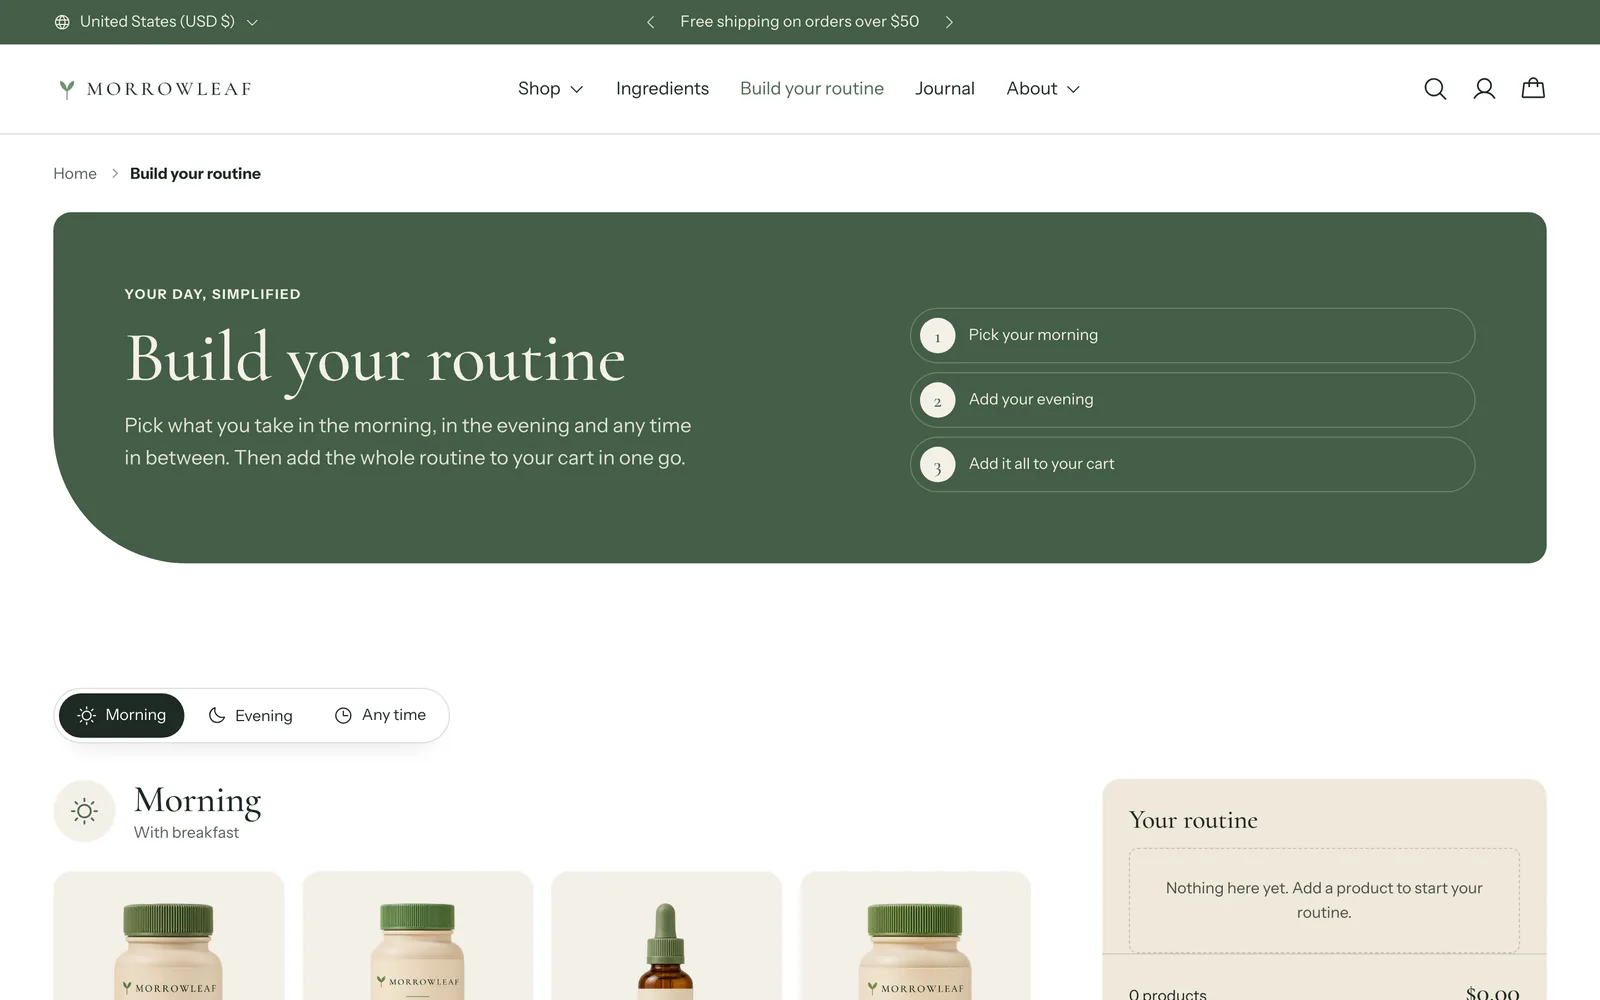 United States (USD $)
Free shipping on orders over $50
MORROWLEAF
Shop
Ingredients
Build your routine
Journal
About
Home
Build your routine
YOUR DAY, SIMPLIFIED
Build your routine
Pick what you take in the morning, in the evening and any time
in between. Then add the whole routine to your cart in one go.
1
Pick your morning
2
Add your evening
3
Add it all to your cart
Morning
Evening
Any time
Morning
With breakfast
MORROWLEAF
MORROWLEAF
MORROWLEAF
Your routine
Nothing here yet. Add a product to start your
routine.
0 products
$0.00